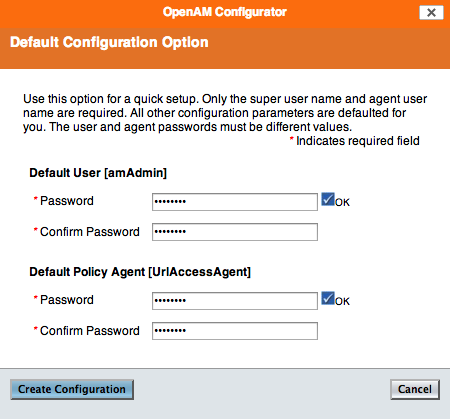 OpenAM Configurator
Default Configuration Option
Use this option for a quick setup. Only the super user name and agent user
name are required. All other configuration parameters are defaulted for
you. The user and agent passwords must be different values.
* Indicates required field
Default User [amAdmin]
* Password •••••••• OK
* Confirm Password ••••••••
Default Policy Agent [UrlAccessAgent]
* Password •••••••• OK
* Confirm Password ••••••••
Create Configuration Cancel